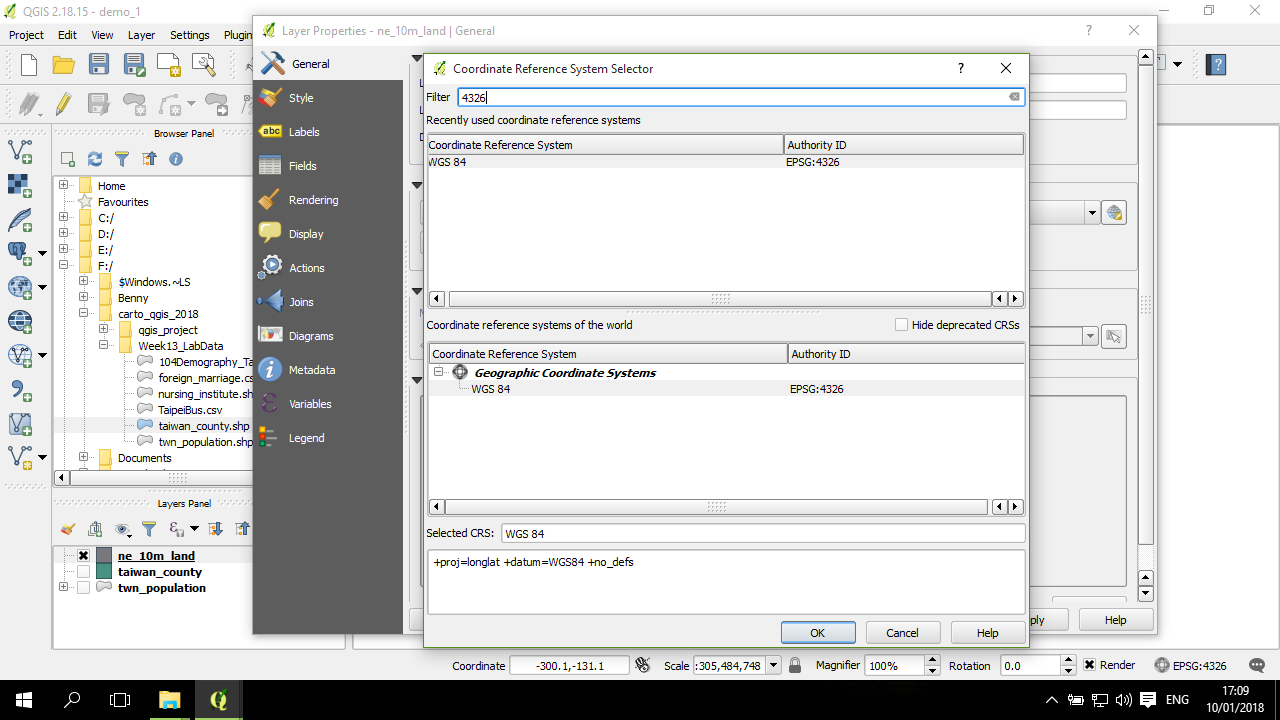 QGIS 2.18.15 - demo_1
Project Edit View Layer Settings
Layer Properties - ne_10m_land | General
General
Style
Labels
Fields
Rendering
Display
Actions
Joins
Diagrams
Metadata
Variables
Legend
abc
Coordinate Reference System Selector
Filter 4326
Recently used coordinate reference systems
Coordinate Reference System Authority ID
WGS 84 EPSG:4326
Coordinate reference systems of the world Hide deprecated CRSs
Coordinate Reference System Authority ID
Geographic Coordinate Systems
WGS 84 EPSG:4326
Selected CRS: WGS 84
+proj=longlat +datum=WGS84 +no_defs
OK Cancel Help
Help
Browser Panel
Home
Favourites
C:/
D:/
E:/
F:/
$Windows.~LS
Benny
carto_qgis_2018
qgis_project
Week13_LabData
104Demography_Ta
foreign_marriage.cs
nursing_institute.sh
TaipeiBus.csv
taiwan_county.shp
twn_population.shp
Documents
Layers Panel
ne_10m_land
taiwan_county
twn_population
Coordinate -300.1,-131.1 Scale :305,484,748 Magnifier 100% Rotation 0.0 Render EPSG:4326
ENG
17:09
10/01/2018